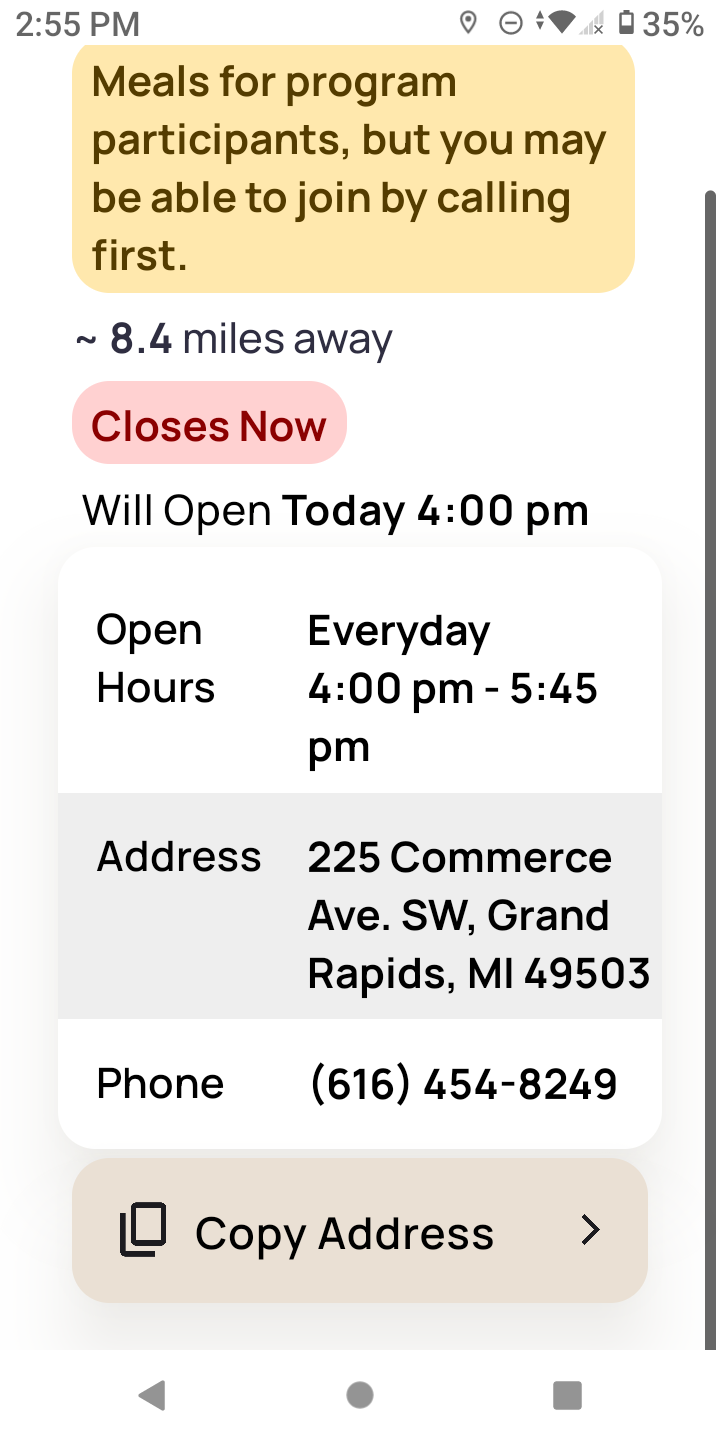 2:55 PM 35%
Meals for program
participants, but you may
be able to join by calling
first.
~ 8.4 miles away
Closes Now
Will Open Today 4:00 pm
Open Hours
Everyday
4:00 pm - 5:45
pm
Address
225 Commerce
Ave. SW, Grand
Rapids, MI 49503
Phone
(616) 454-8249
Copy Address